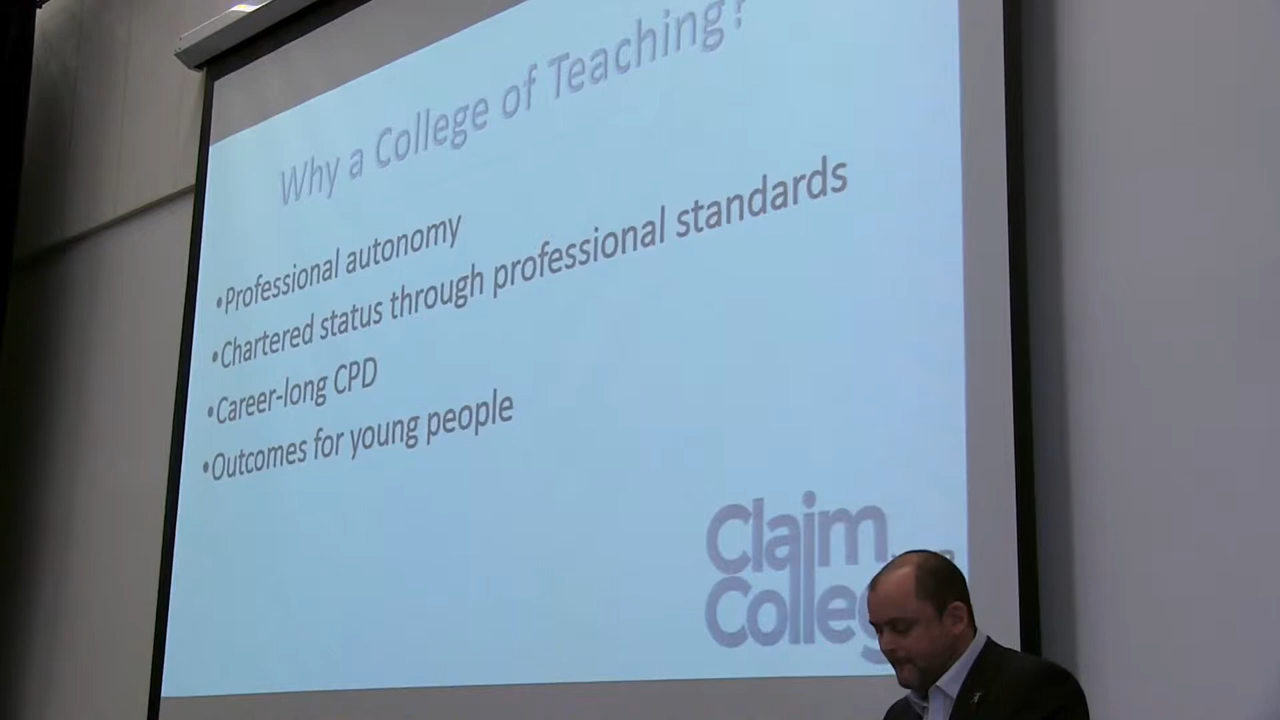 Why a College of Teaching?
•Professional autonomy
•Chartered status through professional standards
•Career-long CPD
•Outcomes for young people
Claim
Colleg